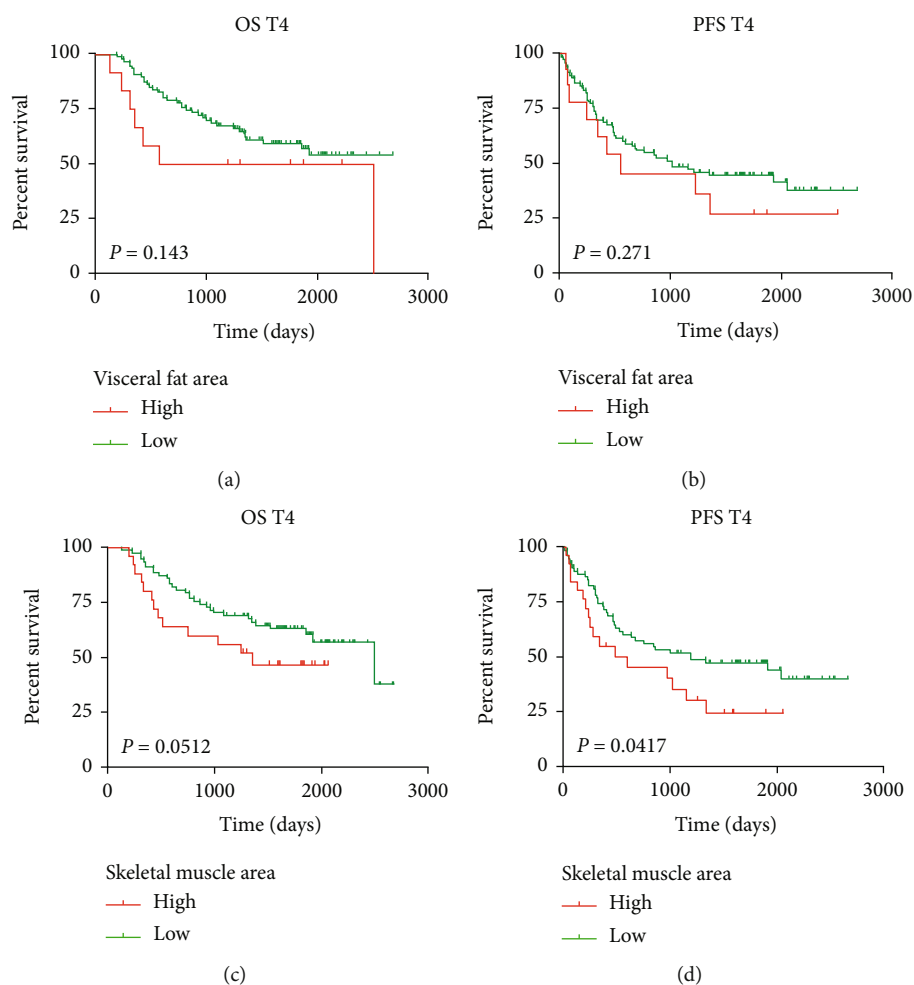 OS T4
100
75
50
25
0
Percent survival
P = 0.143
0 1000 2000 3000
Time (days)
Visceral fat area
High
Low
(a)
PFS T4
100
75
50
25
0
Percent survival
P = 0.271
0 1000 2000 3000
Time (days)
Visceral fat area
High
Low
(b)
OS T4
100
75
50
25
0
Percent survival
P = 0.0512
0 1000 2000 3000
Time (days)
Skeletal muscle area
High
Low
(c)
PFS T4
100
75
50
25
0
Percent survival
P = 0.0417
0 1000 2000 3000
Time (days)
Skeletal muscle area
High
Low
(d)